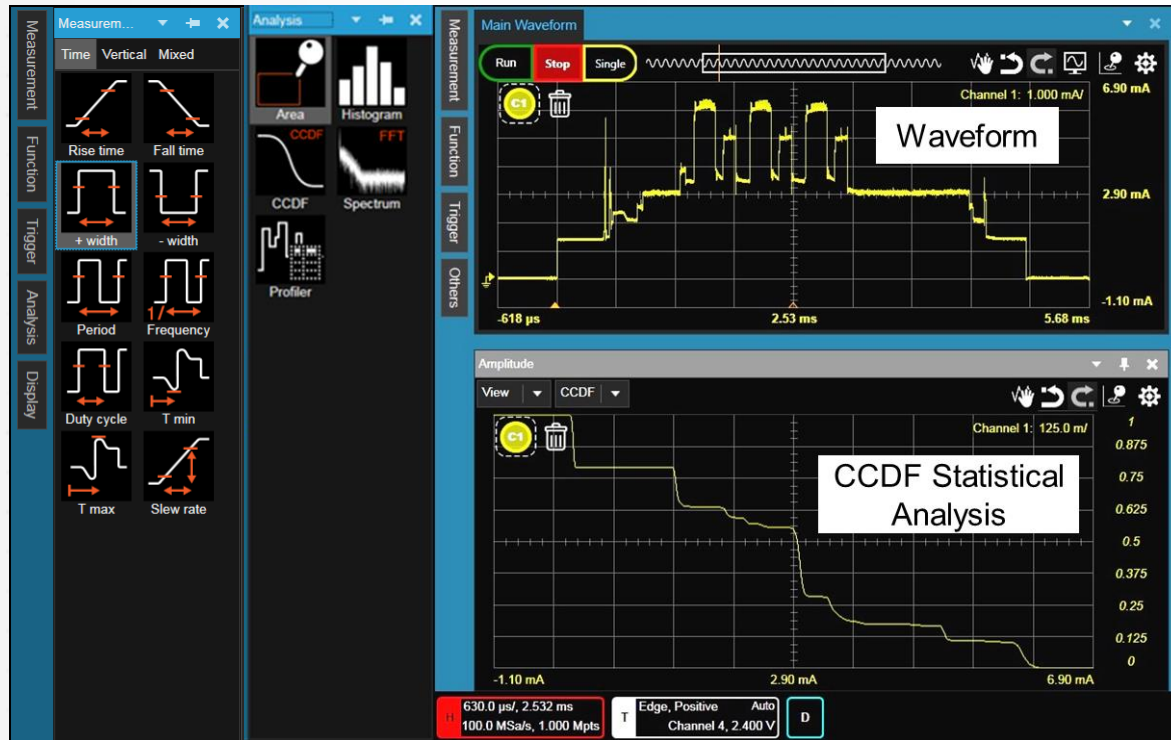 Measurement
Function
Trigger
Analysis
Display
Measurem...
Time Vertical Mixed
Rise time Fall time
+ width - width
1/
Period Frequency
Duty cycle T min
T max Slew rate
Analysis
Area Histogram
CCDF FFT
CCDF Spectrum
Profiler
Measurement
Function
Trigger
Others
Main Waveform
Run Stop Single
C1
Channel 1: 1.000 mA/
6.90 mA
Waveform
2.90 mA
-1.10 mA
-618 µs 2.53 ms 5.68 ms
Amplitude
View CCDF
C1
Channel 1: 125.0 m/
1
0.875
CCDF Statistical
Analysis
0.75
0.625
0.5
0.375
0.25
0.125
0
-1.10 mA 2.90 mA 6.90 mA
H
630.0 µs/, 2.532 ms
100.0 MSa/s, 1.000 Mpts
T
Edge, Positive Auto
Channel 4, 2.400 V
D